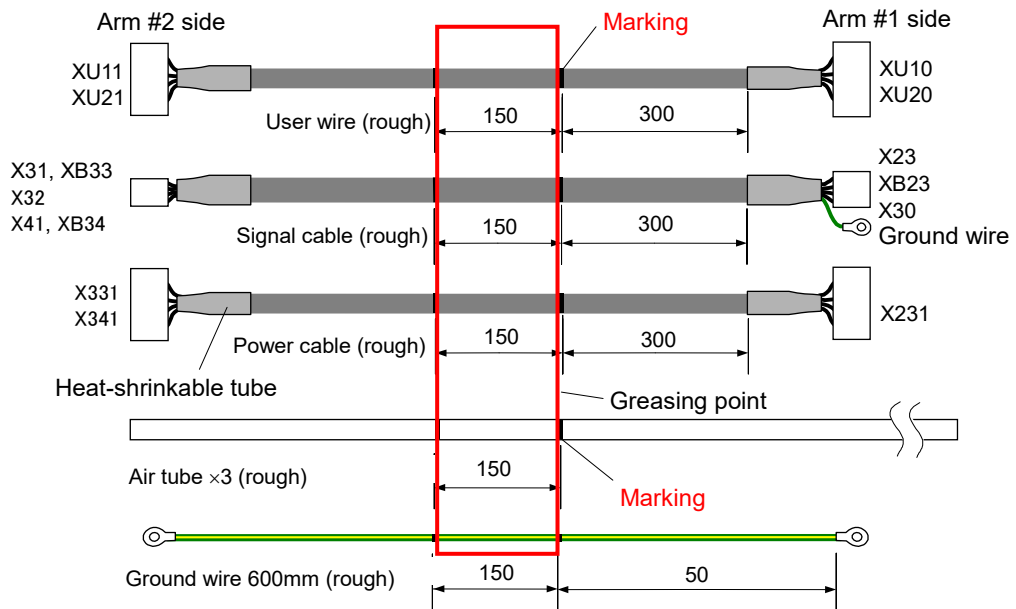 Arm #2 side
Marking
Arm #1 side
XU11
XU21
XU10
XU20
User wire (rough)
150
300
X31, XB33
X32
X41, XB34
X23
XB23
X30
Ground wire
Signal cable (rough)
150
300
X331
X341
X231
Power cable (rough)
150
300
Heat-shrinkable tube
Greasing point
Air tube ×3 (rough)
150
Marking
Ground wire 600mm (rough)
150
50